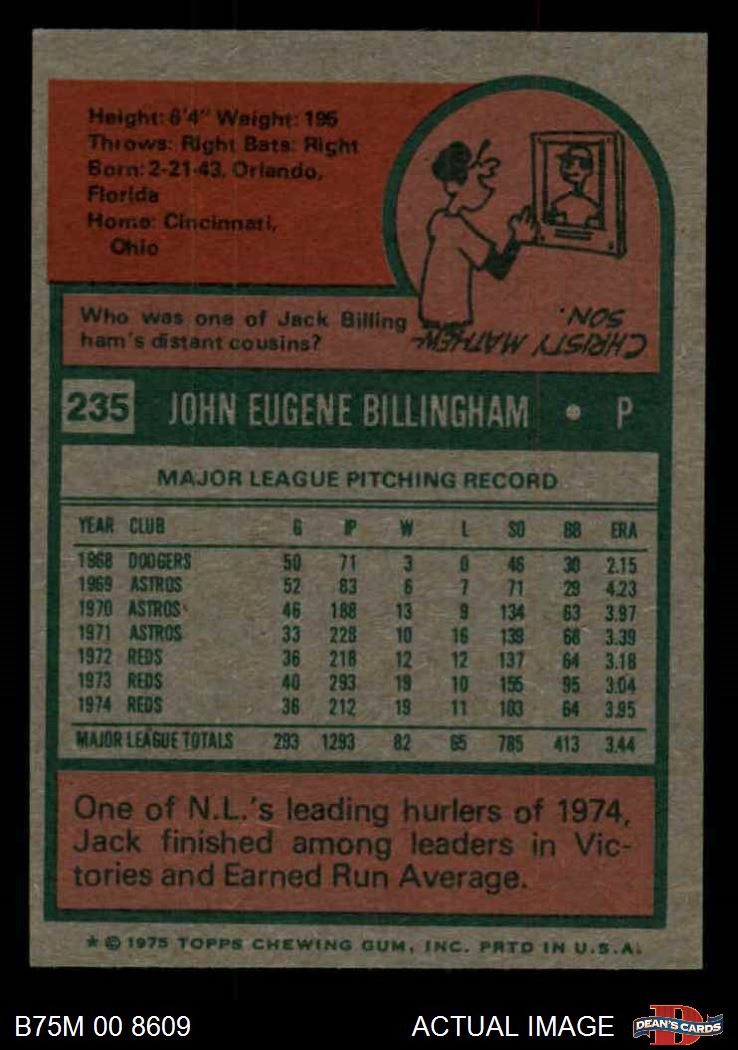 Height: 6'4" Weight: 195
Throws: Right Bats: Right
Born: 2-21-43, Orlando,
Florida
Home: Cincinnati,
Ohio
Who was one of Jack Billing
ham's distant cousins?
CHRISTY MATHEW-
SON.
235 JOHN EUGENE BILLINGHAM • P
MAJOR LEAGUE PITCHING RECORD
YEAR CLUB G IP W L SO BB ERA
1968 DODGERS 50 71 3 0 46 30 2.15
1969 ASTROS 52 83 6 7 71 29 4.23
1970 ASTROS 46 188 13 9 134 63 3.97
1971 ASTROS 33 228 10 16 139 68 3.39
1972 REDS 36 218 12 12 137 64 3.18
1973 REDS 40 293 19 10 155 95 3.04
1974 REDS 36 212 19 11 103 64 3.95
MAJOR LEAGUE TOTALS 293 1293 82 65 785 413 3.44
One of N.L.'s leading hurlers of 1974,
Jack finished among leaders in Vic-
tories and Earned Run Average.
* © 1975 TOPPS CHEWING GUM, INC. PRTD IN U.S.A.
B75M 00 8609 ACTUAL IMAGE DEAN'S CARDS